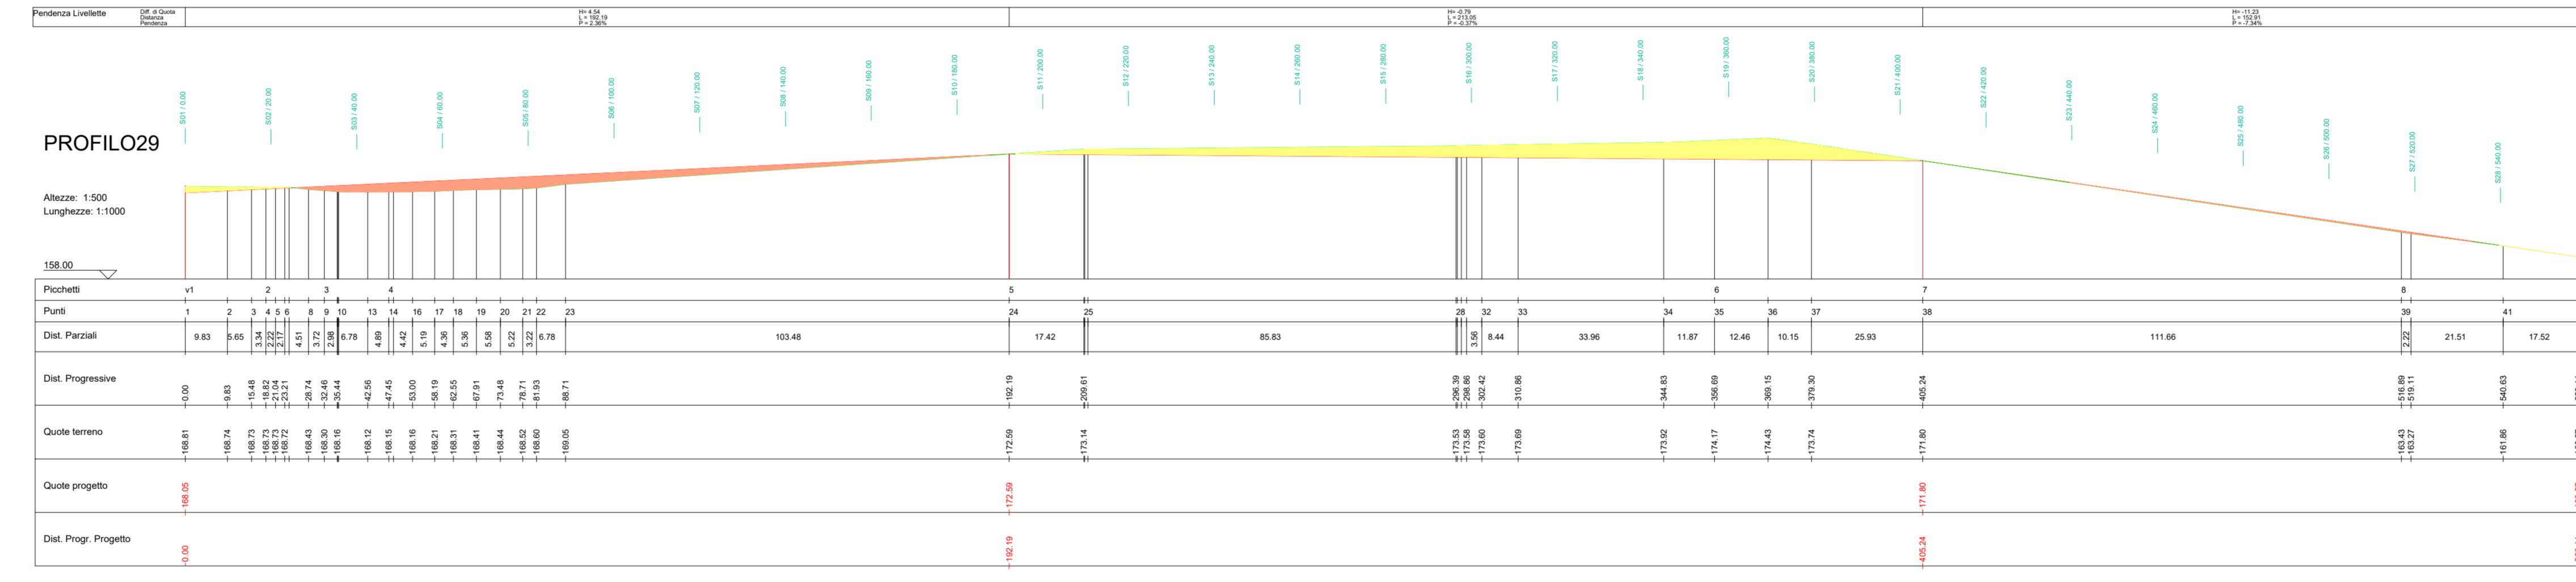 Pendenza Livellette
Diff. di Quota
Distanza
Pendenza
H= 4.54
L = 192.19
P = 2.36%
H= -0.79
L = 213.05
P = -0.37%
H= -11.23
L = 152.91
P = -7.34%
S01 / 0.00 S02 / 20.00 S03 / 40.00 S04 / 60.00 S05 / 80.00 S06 / 100.00 S07 / 120.00 S08 / 140.00 S09 / 160.00 S10 / 180.00 S11 / 200.00 S12 / 220.00 S13 / 240.00 S14 / 260.00 S15 / 280.00 S16 / 300.00 S17 / 320.00 S18 / 340.00 S19 / 360.00 S20 / 380.00 S21 / 400.00 S22 / 420.00 S23 / 440.00 S24 / 460.00 S25 / 480.00 S26 / 500.00 S27 / 520.00 S28 / 540.00
PROFILO29
Altezze: 1:500
Lunghezze: 1:1000
158.00
Picchetti v1 2 3 4 5 6 7 8
Punti 1 2 3 4 5 6 8 9 10 13 14 16 17 18 19 20 21 22 23 24 25 28 32 33 34 35 36 37 38 39 41
Dist. Parziali 9.83 5.65 3.34 2.22 2.17 4.51 3.72 2.98 6.78 4.89 4.42 5.19 4.36 5.36 5.58 5.22 3.22 6.78 103.48 17.42 85.83 3.56 8.44 33.96 11.87 12.46 10.15 25.93 111.66 2.22 21.51 17.52
Dist. Progressive 0.00 9.83 15.48 18.82 21.04 23.21 28.74 32.46 35.44 42.56 47.45 53.00 58.19 62.55 67.91 73.48 78.71 81.93 88.71 192.19 209.61 296.39 298.86 302.42 310.86 344.83 356.69 369.15 379.30 405.24 516.89 519.11 540.63
Quote terreno 168.81 168.74 168.73 168.73 168.73 168.72 168.43 168.30 168.16 168.12 168.15 168.16 168.21 168.31 168.41 168.44 168.52 168.60 169.05 172.59 173.14 173.53 173.58 173.60 173.69 173.92 174.17 174.43 173.74 171.80 163.43 163.27 161.86
Quote progetto 168.05 172.59 171.80
Dist. Progr. Progetto 0.00 192.19 405.24